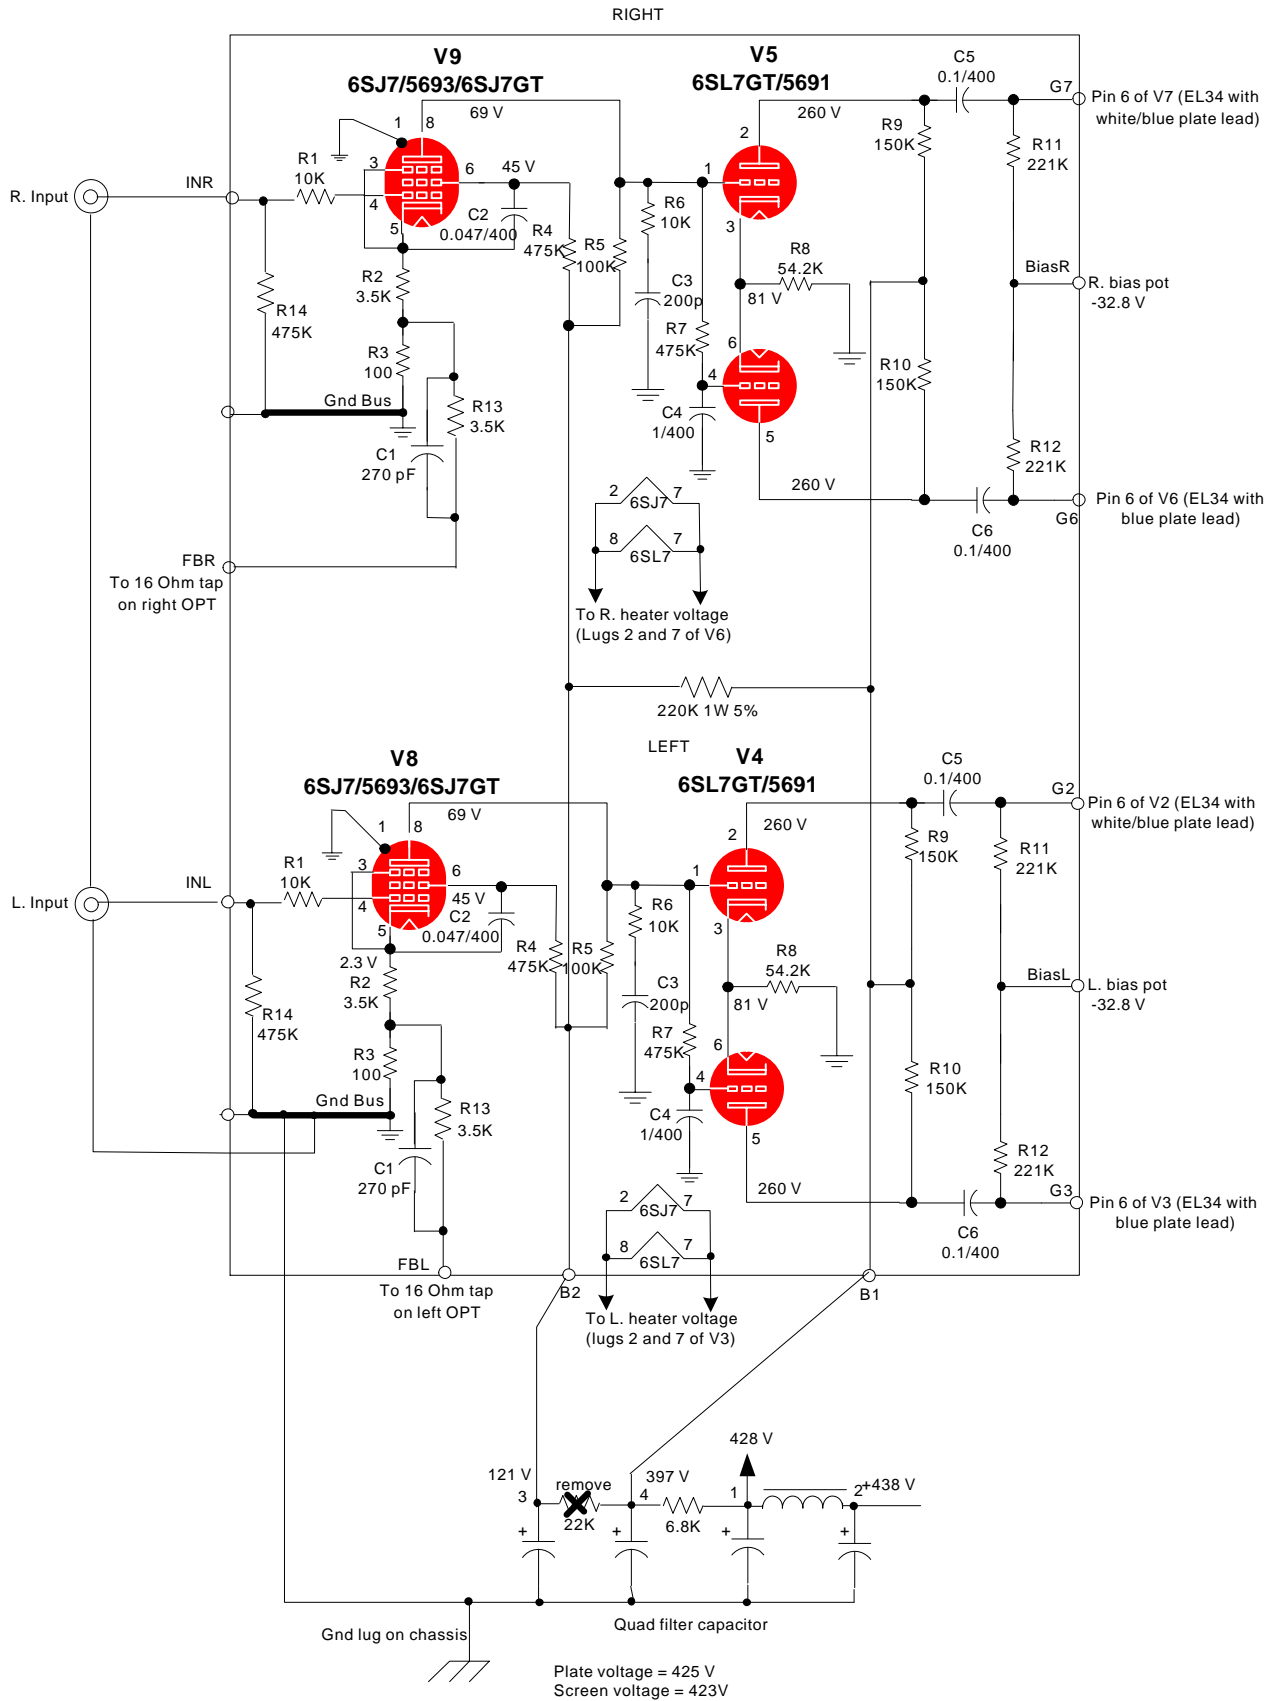 RIGHT
V9
6SJ7/5693/6SJ7GT
V5
6SL7GT/5691
C5
0.1/400
G7
Pin 6 of V7 (EL34 with
white/blue plate lead)
69 V
260 V
1
8
2
R9
150K
R11
221K
R1
10K
3
4
6
45 V
1
R. Input
INR
5
C2
0.047/400
R4
475K
R5
100K
R6
10K
3
R8
54.2K
R2
3.5K
C3
200p
81 V
BiasR
R. bias pot
-32.8 V
R14
475K
R7
475K
6
R3
100
R10
150K
4
Gnd Bus
R13
3.5K
C4
1/400
5
C1
270 pF
R12
221K
2
7
6SJ7
260 V
Pin 6 of V6 (EL34 with
blue plate lead)
G6
C6
0.1/400
8
7
6SL7
FBR
To 16 Ohm tap
on right OPT
To R. heater voltage
(Lugs 2 and 7 of V6)
220K 1W 5%
LEFT
V8
6SJ7/5693/6SJ7GT
V4
6SL7GT/5691
C5
0.1/400
G2
Pin 6 of V2 (EL34 with
white/blue plate lead)
69 V
260 V
1
8
2
R9
150K
R11
221K
R1
10K
3
4
6
45 V
1
L. Input
INL
5
C2
0.047/400
R4
475K
R5
100K
R6
10K
3
R8
54.2K
2.3 V
R2
3.5K
C3
200p
81 V
BiasL
L. bias pot
-32.8 V
R14
475K
R7
475K
6
R3
100
R10
150K
4
Gnd Bus
R13
3.5K
C4
1/400
5
C1
270 pF
R12
221K
2
7
6SJ7
260 V
G3
Pin 6 of V3 (EL34 with
blue plate lead)
C6
0.1/400
8
7
6SL7
FBL
To 16 Ohm tap
on left OPT
B2
B1
To L. heater voltage
(lugs 2 and 7 of V3)
428 V
121 V
remove
397 V
+438 V
3
4
1
2
22K
6.8K
+
+
+
+
Gnd lug on chassis
Quad filter capacitor
Plate voltage = 425 V
Screen voltage = 423V